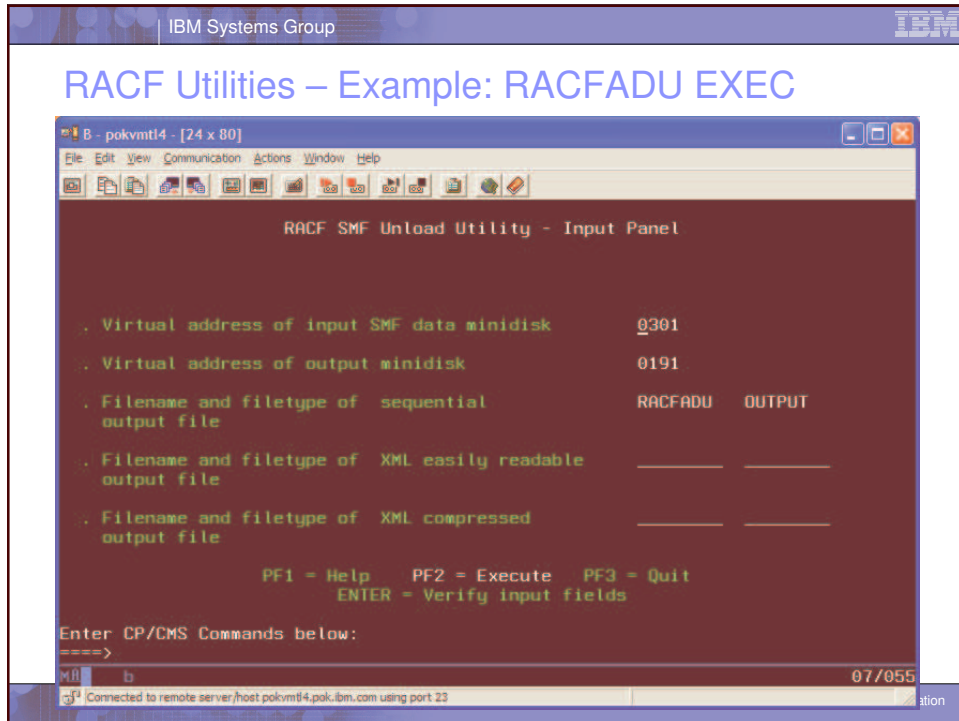 IBM Systems Group
IBM
RACF Utilities – Example: RACFADU EXEC
B - pokvmtl4 - [24 x 80]
File Edit View Communication Actions Window Help
RACF SMF Unload Utility - Input Panel
. Virtual address of input SMF data minidisk 0301
. Virtual address of output minidisk 0191
. Filename and filetype of sequential RACFADU OUTPUT
output file
. Filename and filetype of XML easily readable
output file
. Filename and filetype of XML compressed
output file
PF1 = Help PF2 = Execute PF3 = Quit
ENTER = Verify input fields
Enter CP/CMS Commands below:
====>
b 07/055
Connected to remote server/host pokvmtl4.pok.ibm.com using port 23